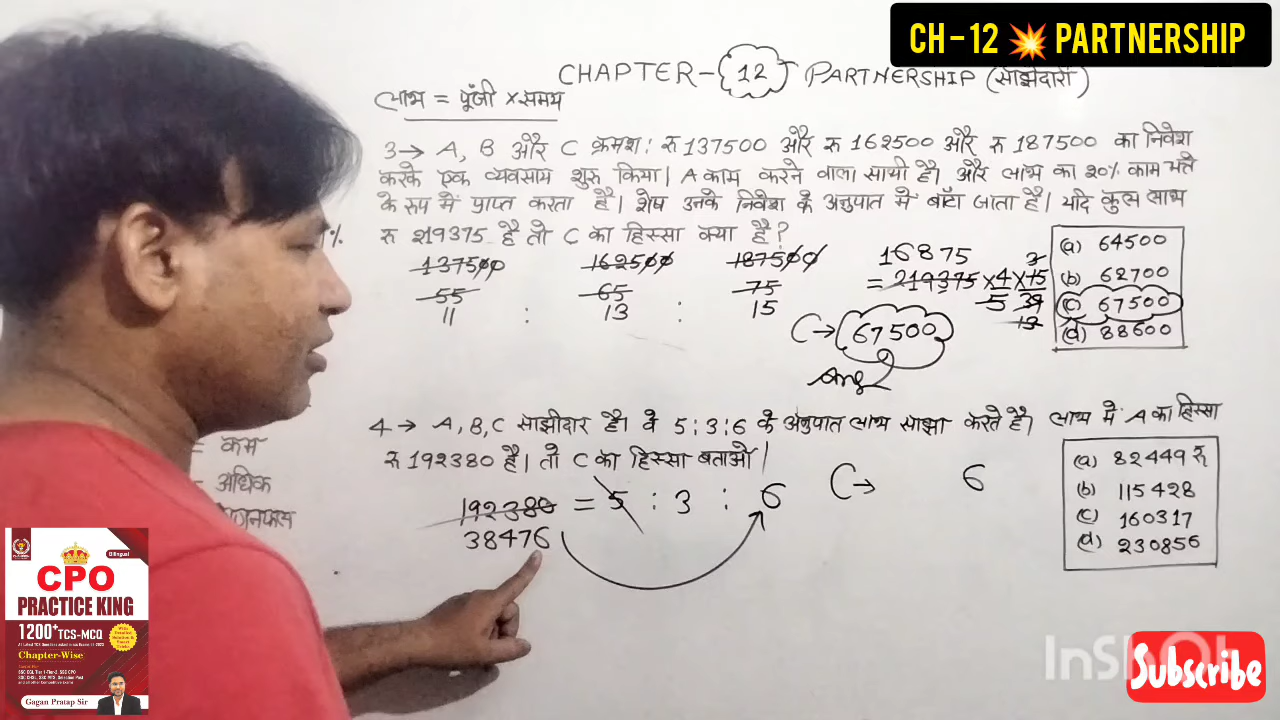 CH - 12 💥 PARTNERSHIP
CHAPTER - 12 PARTNERSHIP (साझेदारी)
लाभ = पूंजी × समय
3 → A, B और C क्रमश: रु 137500 और रु 162500 और रु 187500 का निवेश
करके एक व्यवसाय शुरू किया। A काम करने वाला साथी है। और लाभ का 20% काम भत्ते
के रूप में प्राप्त करता है। शेष उनके निवेश के अनुपात में बाँटा जाता है। यदि कुल लाभ
रु 219375 है तो C का हिस्सा क्या है?
%
137500 162500 187500
55 65 75
11 : 13 : 15
16875
= 219375 × 4 × 15
5 39
3
13
C → 67500
Ans
(a) 64500
(b) 62700
(c) 67500
(d) 88600
4 → A, B, C साझीदार है। वे 5:3:6 के अनुपात लाभ साझा करते है। लाभ में A का हिस्सा
रु 192380 है। तो C का हिस्सा बताओ।
192380 = 5 : 3 : 6
38476
C → 6
(a) 82449 रु
(b) 115428
(c) 160317
(d) 230856
= कम
= अधिक
Bilingual
CPO
PRACTICE KING
1200+ TCS-MCQ
Chapter-Wise
Gagan Pratap Sir
InShOt
Subscribe